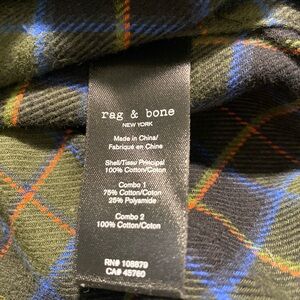 rag & bone
NEW YORK
Made in China/
Fabriqué en Chine
Shell/Tissu Principal
100% Cotton/Coton
Combo 1
75% Cotton/Coton
25% Polyamide
Combo 2
100% Cotton/Coton
RN# 108879
CA# 45760